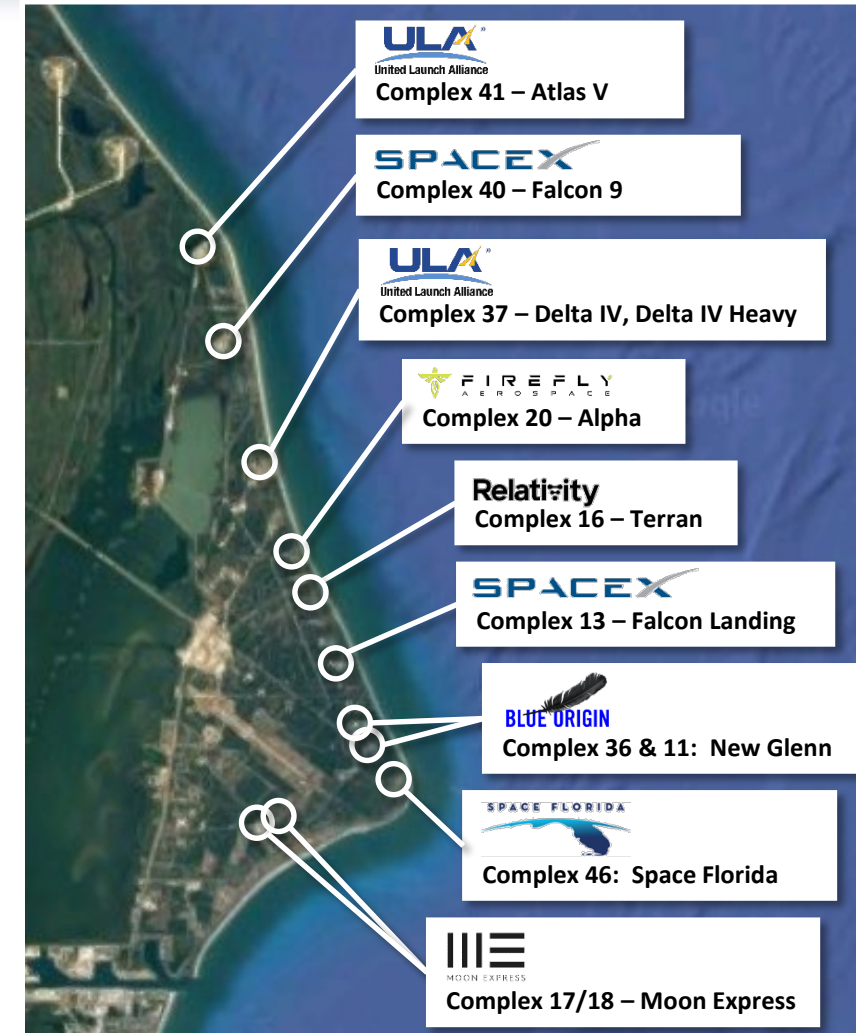 ULA
United Launch Alliance
Complex 41 – Atlas V
SPACEX
Complex 40 – Falcon 9
ULA
United Launch Alliance
Complex 37 – Delta IV, Delta IV Heavy
FIREFLY
AEROSPACE
Complex 20 – Alpha
Relativity
Complex 16 – Terran
SPACEX
Complex 13 – Falcon Landing
BLUE ORIGIN
Complex 36 & 11:  New Glenn
SPACE FLORIDA
Complex 46:  Space Florida
MOON EXPRESS
Complex 17/18 – Moon Express